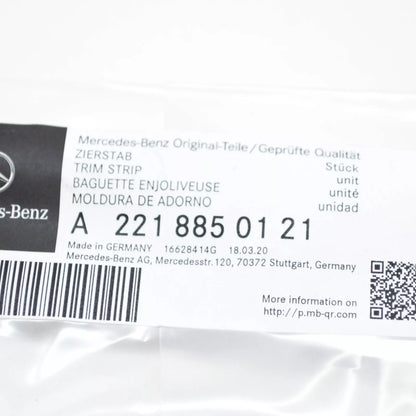 Mercedes-Benz Original-Teile/Geprüfte Qualität
ZIERSTAB Stück
TRIM STRIP unit
BAGUETTE ENJOLIVEUSE unité
MOLDURA DE ADORNO unidad
A 221 885 01 21
Made in GERMANY 16628414G 18.03.20
Mercedes-Benz AG, Mercedesstr.120, 70372 Stuttgart, Germany
More information on
http://p.mb-qr.com/
-Benz